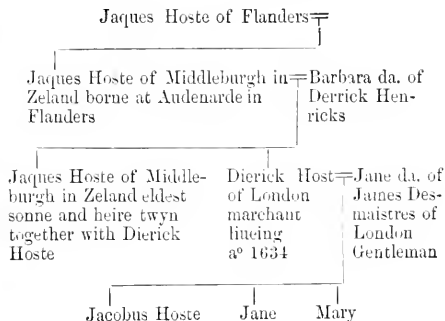 Jaques Hoste of Flanders
Jaques Hoste of Middleburgh in
Zeland borne at Audenarde in
Flanders
Barbara da. of
Derrick Hen-
ricks
Jaques Hoste of Middle-
burgh in Zeland eldest
sonne and heire twyn
together with Dierick
Hoste
Dierick Host
of London
marchant
liueing
aº 1634
Jane da. of
James Des-
maistres of
London
Gentleman
Jacobus Hoste Jane Mary